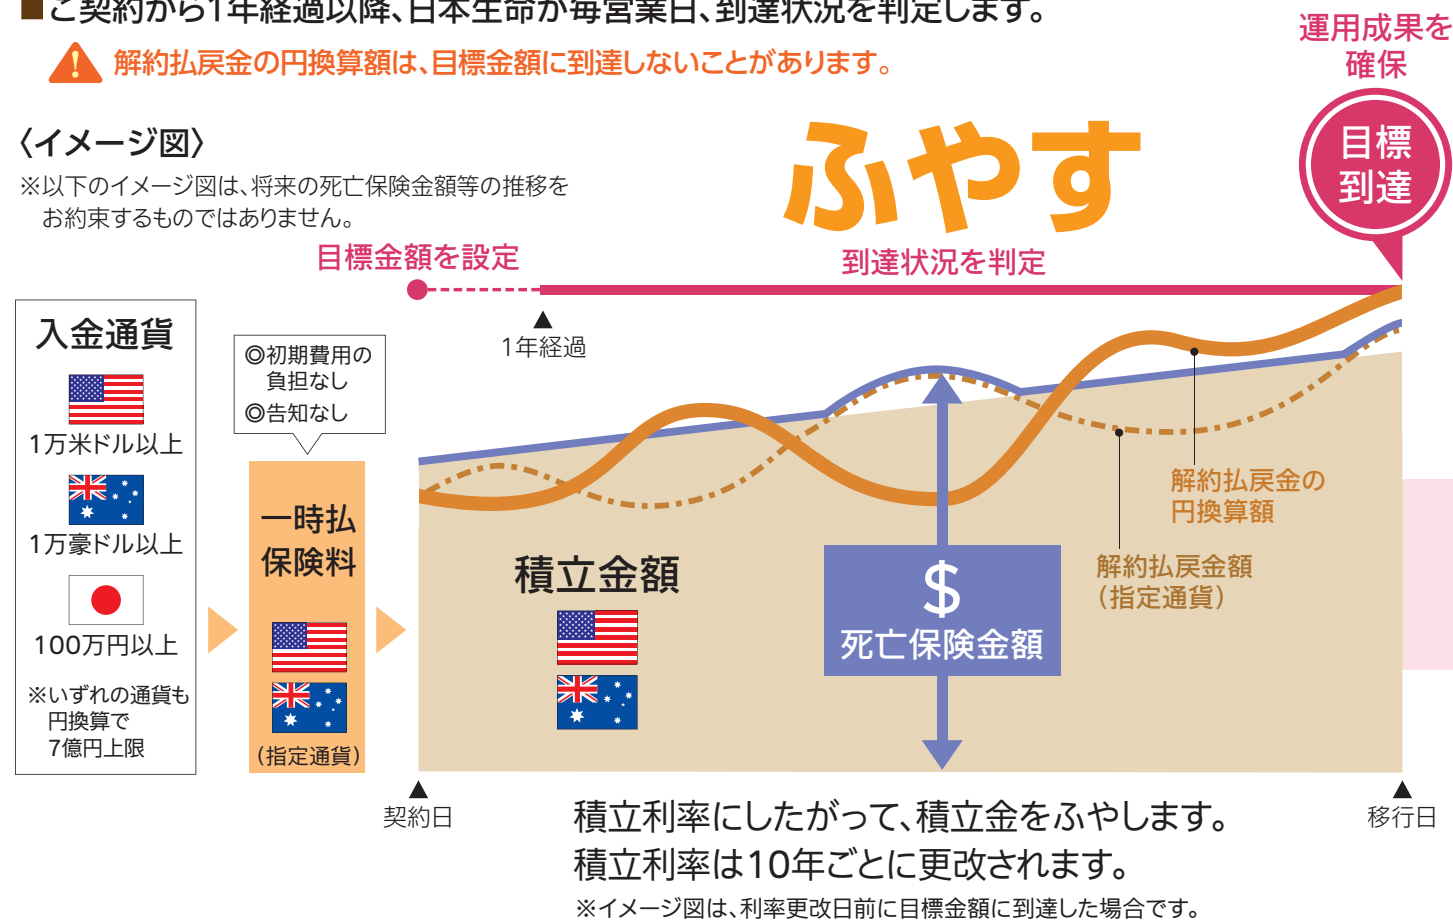 ■ご契約から1年経過以降、日本生命が毎営業日、到達状況を判定します。
解約払戻金の円換算額は、目標金額に到達しないことがあります。
運用成果を
確保
目標
到達
〈イメージ図〉
※以下のイメージ図は、将来の死亡保険金額等の推移を
お約束するものではありません。
ふやす
目標金額を設定
到達状況を判定
1年経過
入金通貨
1万米ドル以上
1万豪ドル以上
100万円以上
※いずれの通貨も
円換算で
7億円上限
◎初期費用の
負担なし
◎告知なし
一時払
保険料
(指定通貨)
積立金額
$
死亡保険金額
解約払戻金の
円換算額
解約払戻金額
(指定通貨)
▲
契約日
▲
移行日
積立利率にしたがって、積立金をふやします。
積立利率は10年ごとに更改されます。
※イメージ図は、利率更改日前に目標金額に到達した場合です。